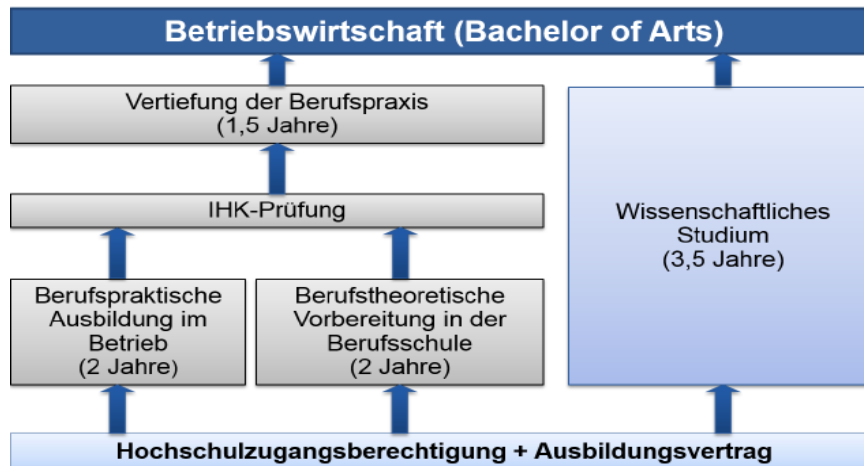 Betriebswirtschaft (Bachelor of Arts)
Vertiefung der Berufspraxis
(1,5 Jahre)
IHK-Prüfung
Wissenschaftliches
Studium
(3,5 Jahre)
Berufspraktische
Ausbildung im
Betrieb
(2 Jahre)
Berufstheoretische
Vorbereitung in der
Berufsschule
(2 Jahre)
Hochschulzugangsberechtigung + Ausbildungsvertrag